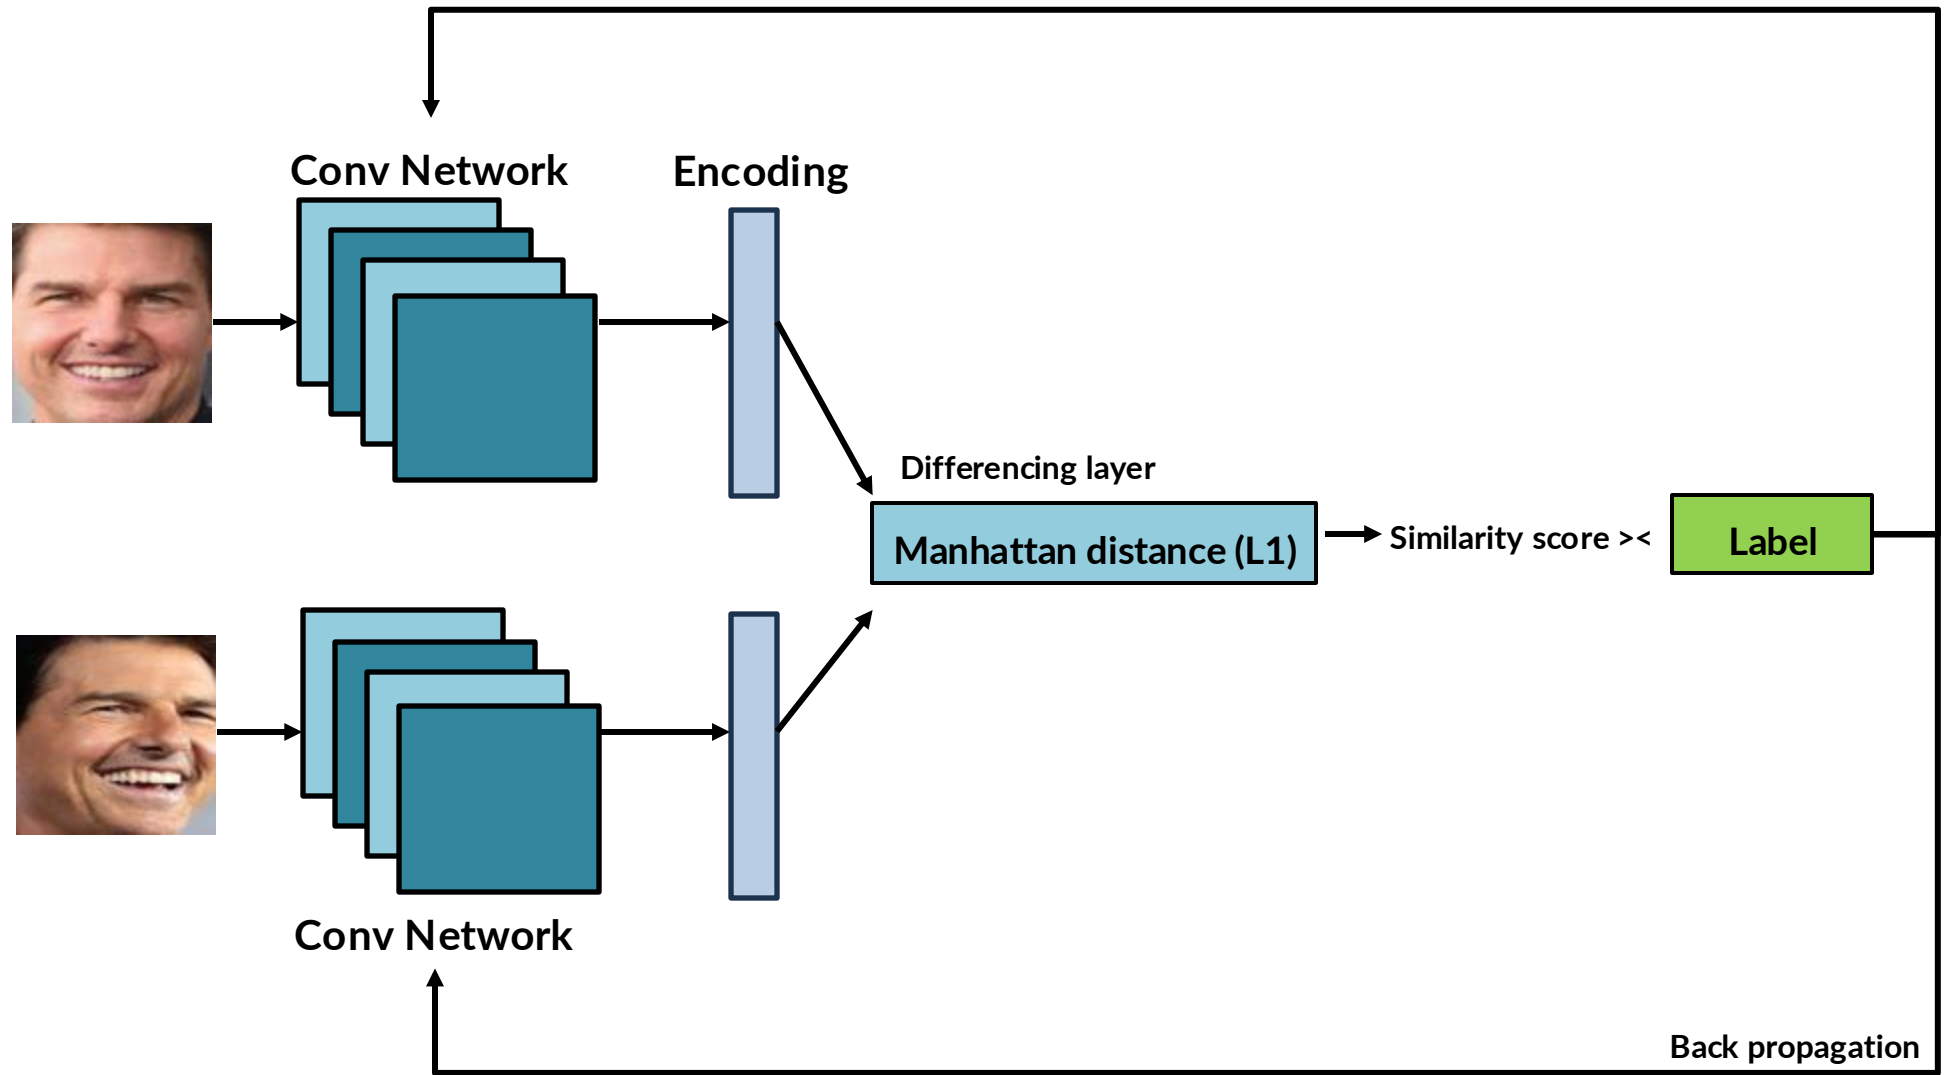 Conv Network
Encoding
Differencing layer
Manhattan distance (L1)
Similarity score ><
Label
Conv Network
Back propagation